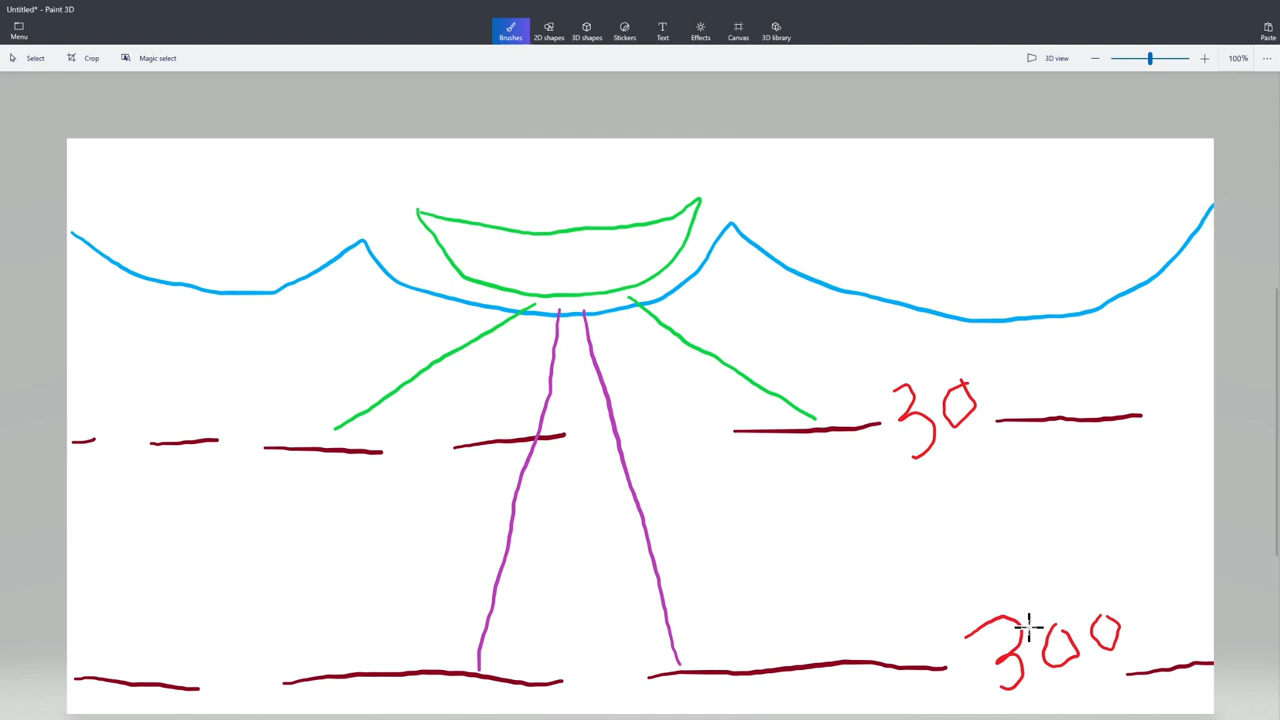 Untitled* - Paint 3D
Menu
Brushes
2D shapes
3D shapes
Stickers
Text
Effects
Canvas
3D library
Paste
Select
Crop
Magic select
3D view
100%
30
300